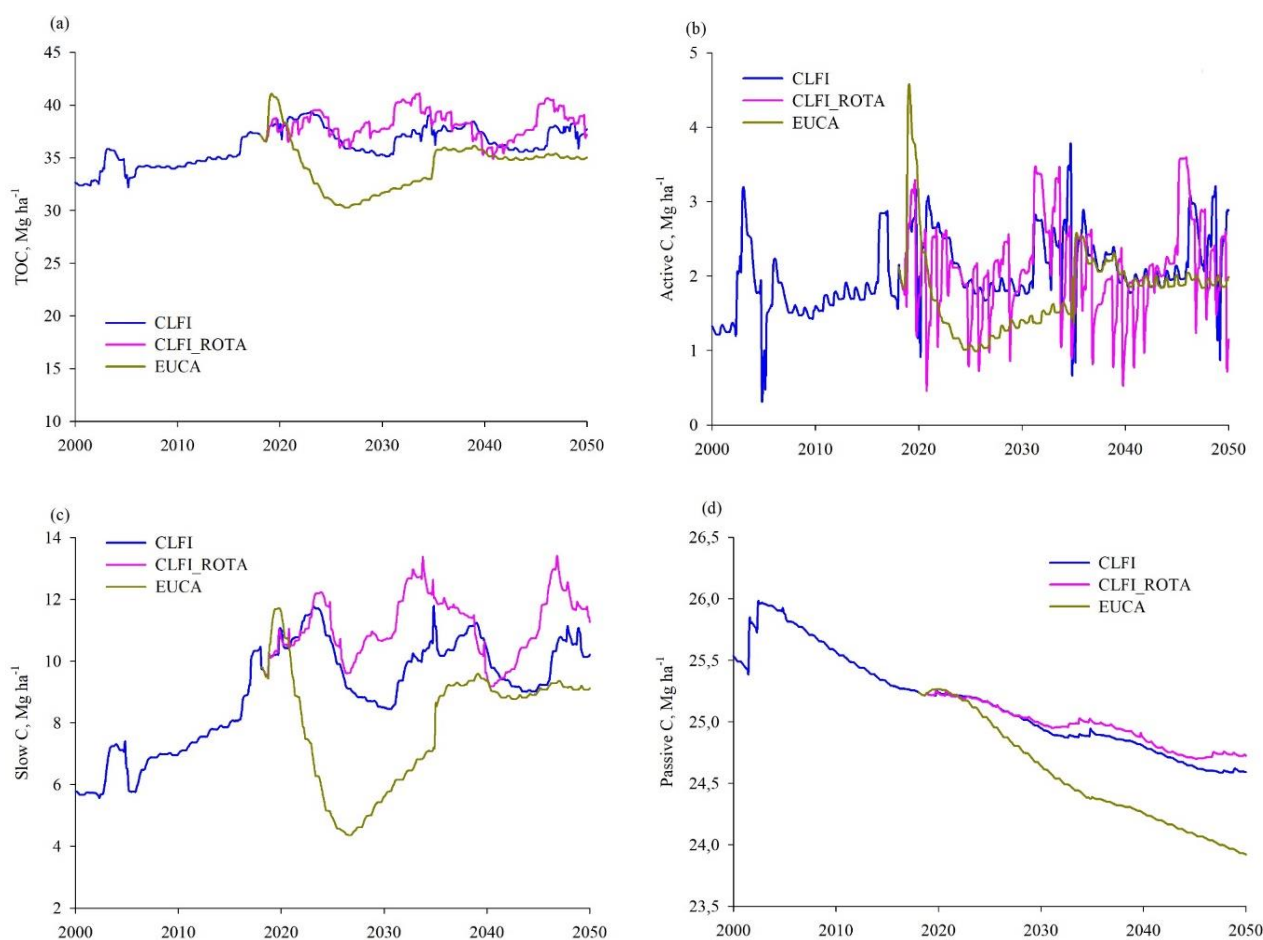 (a)
45
40
35
30
25
20
15
10
TOC, Mg ha⁻¹
CLFI
CLFI_ROTA
EUCA
2000 2010 2020 2030 2040 2050
(b)
5
4
3
2
1
0
Active C, Mg ha⁻¹
CLFI
CLFI_ROTA
EUCA
2000 2010 2020 2030 2040 2050
(c)
14
12
10
8
6
4
2
Slow C, Mg ha⁻¹
CLFI
CLFI_ROTA
EUCA
2000 2010 2020 2030 2040 2050
(d)
26,5
26,0
25,5
25,0
24,5
24,0
23,5
Passive C, Mg ha⁻¹
CLFI
CLFI_ROTA
EUCA
2000 2010 2020 2030 2040 2050